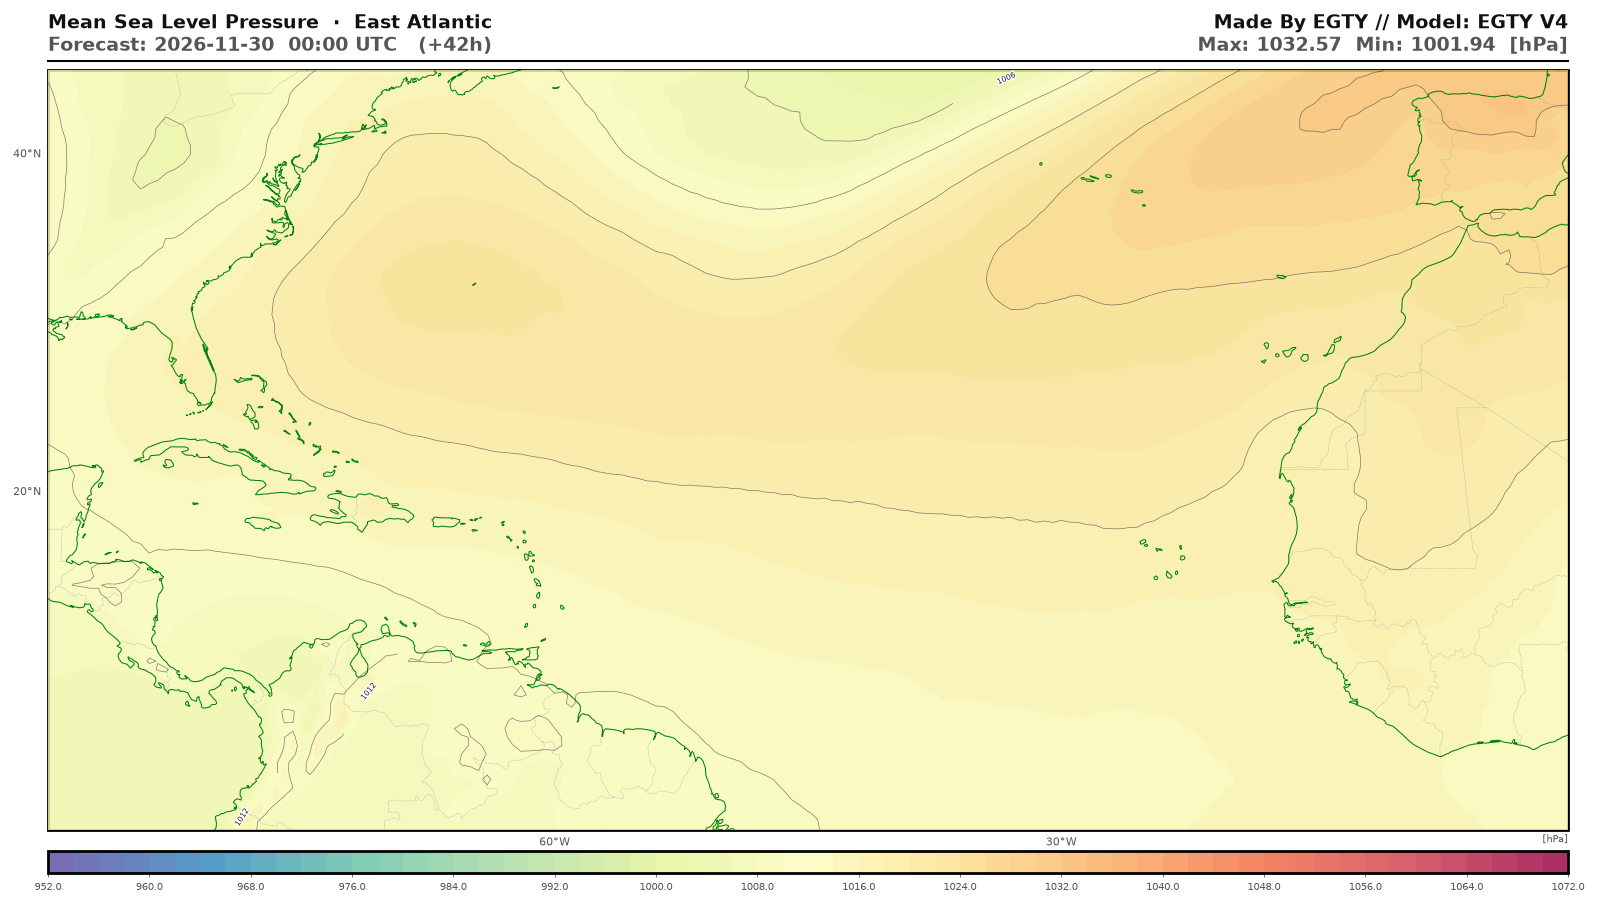 Mean Sea Level Pressure · East Atlantic
Made By EGTY // Model: EGTY V4
Forecast: 2026-11-30 00:00 UTC (+42h)
Max: 1032.57 Min: 1001.94 [hPa]
1006
40°N
20°N
1012
1012
60°W
30°W
[hPa]
952.0 960.0 968.0 976.0 984.0 992.0 1000.0 1008.0 1016.0 1024.0 1032.0 1040.0 1048.0 1056.0 1064.0 1072.0